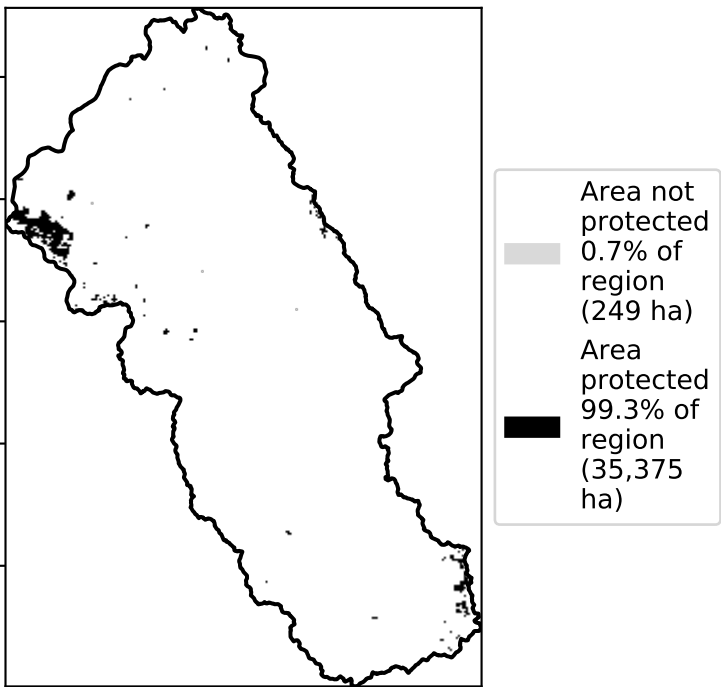 Area not
protected
0.7% of
region
(249 ha)
Area
protected
99.3% of
region
(35,375
ha)